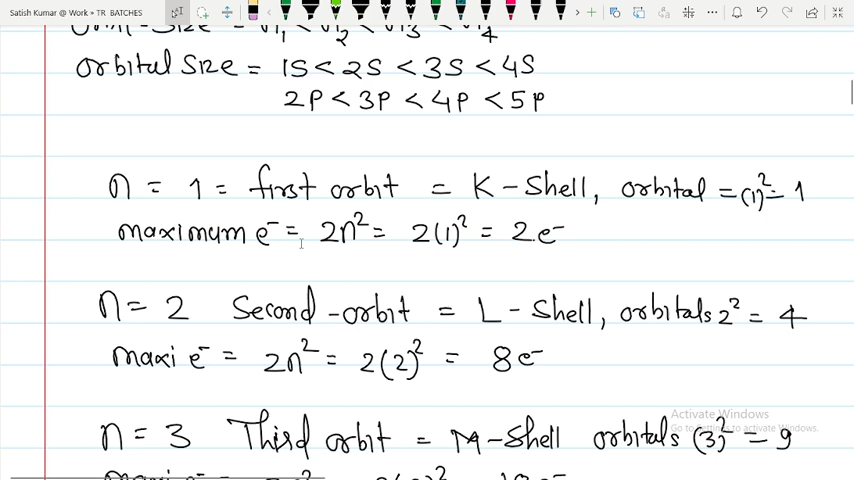 Satish Kumar @ Work » TR BATCHES
Orbital Size = 1S < 2S < 3S < 4S
2P < 3P < 4P < 5P
n = 1 = first orbit = K-Shell, orbital = (1)² = 1
maximum e⁻ = 2n² = 2(1)² = 2e⁻
n = 2 Second-orbit = L-Shell, orbitals 2² = 4
maxi e⁻ = 2n² = 2(2)² = 8e⁻
n = 3 Third orbit = M-Shell orbitals (3)² = 9
Activate Windows
Go to Settings to activate Windows.